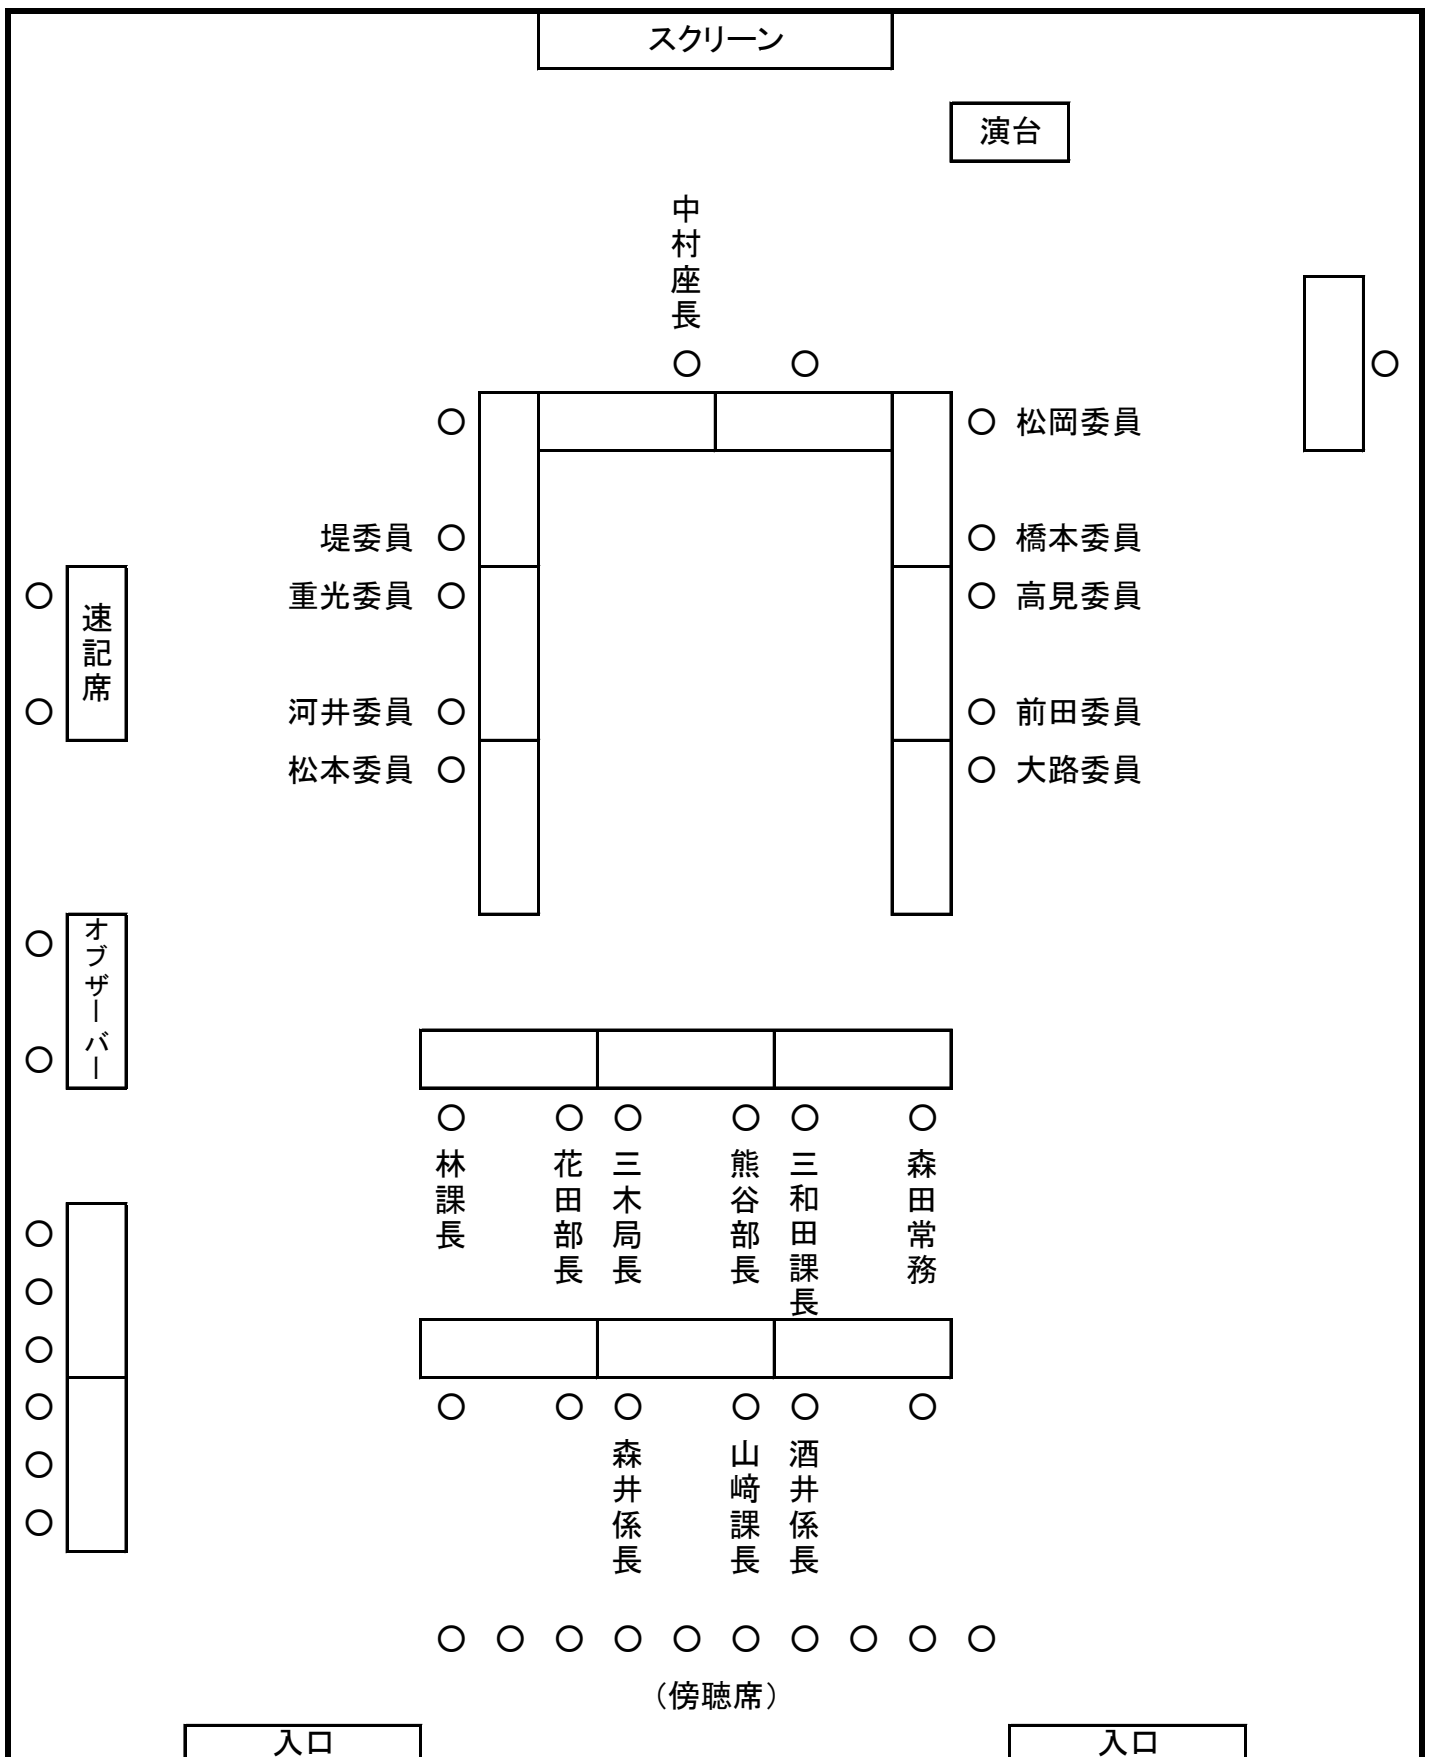 スクリーン
演台
中村座長
松岡委員
堤委員
橋本委員
重光委員
高見委員
速記席
河井委員
前田委員
松本委員
大路委員
オブザーバー
林課長
花田部長
三木局長
熊谷部長
三和田課長
森田常務
森井係長
山﨑課長
酒井係長
（傍聴席）
入口
入口